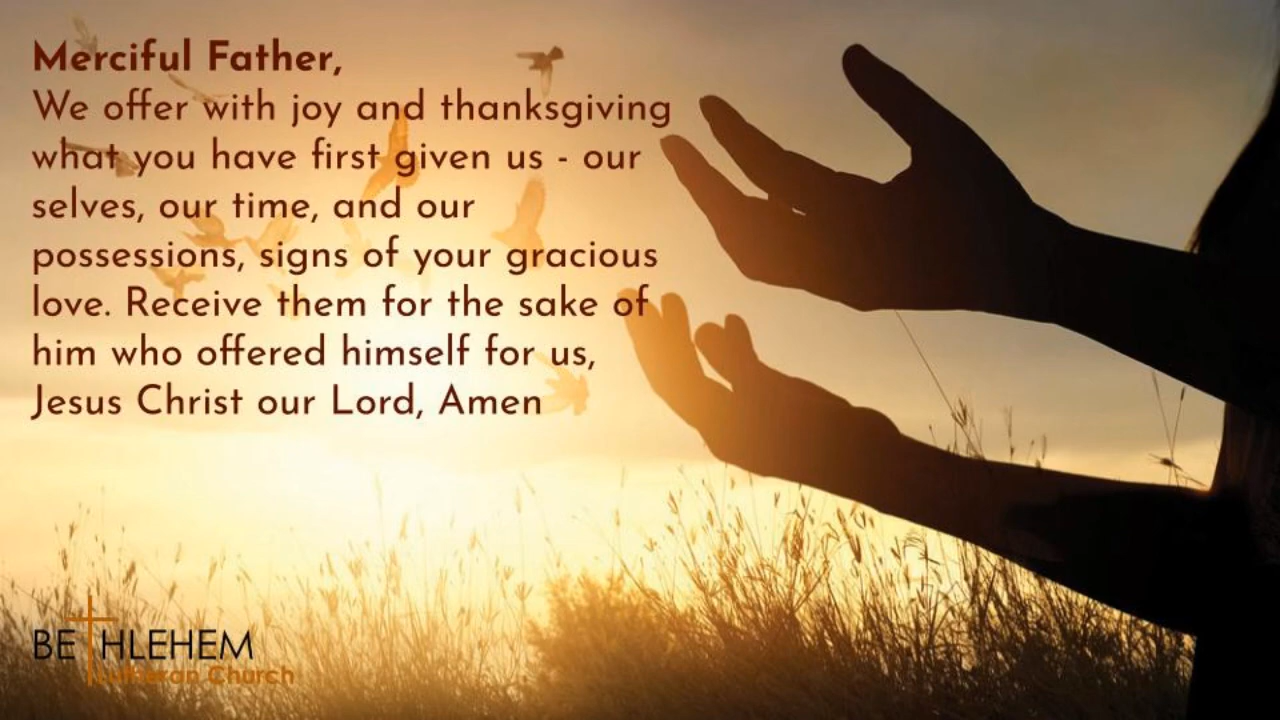 Merciful Father,
We offer with joy and thanksgiving
what you have first given us - our
selves, our time, and our
possessions, signs of your gracious
love. Receive them for the sake of
him who offered himself for us,
Jesus Christ our Lord, Amen
BETHLEHEM
Lutheran Church